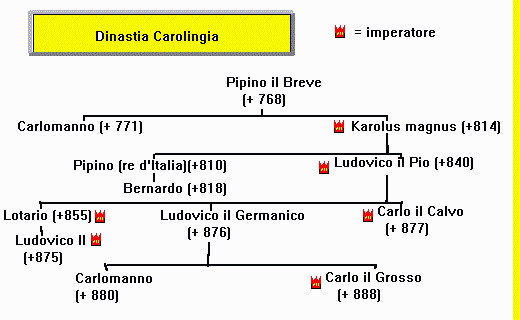 Dinastia Carolingia
= imperatore
Pipino il Breve
(+ 768)
Carlomanno (+ 771)
Karolus magnus (+814)
Pipino (re d'Italia)(+810)
Ludovico il Pio (+840)
Bernardo (+818)
Lotario (+855)
Ludovico il Germanico
(+ 876)
Carlo il Calvo
(+ 877)
Ludovico II
(+875)
Carlomanno
(+ 880)
Carlo il Grosso
(+ 888)